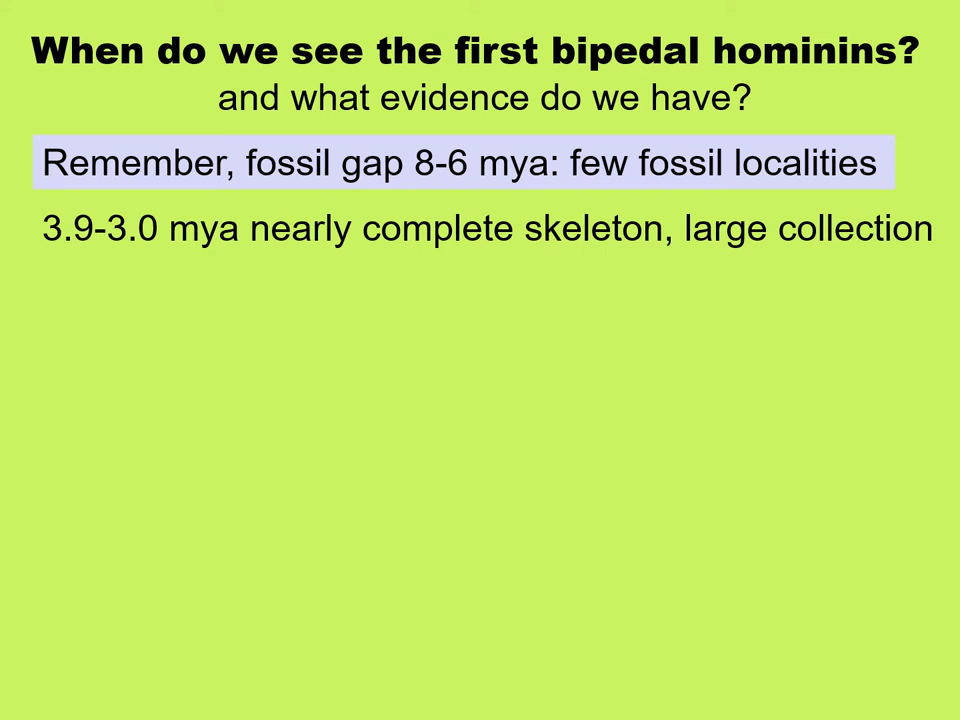 When do we see the first bipedal hominins?
and what evidence do we have?
Remember, fossil gap 8-6 mya: few fossil localities
3.9-3.0 mya nearly complete skeleton, large collection